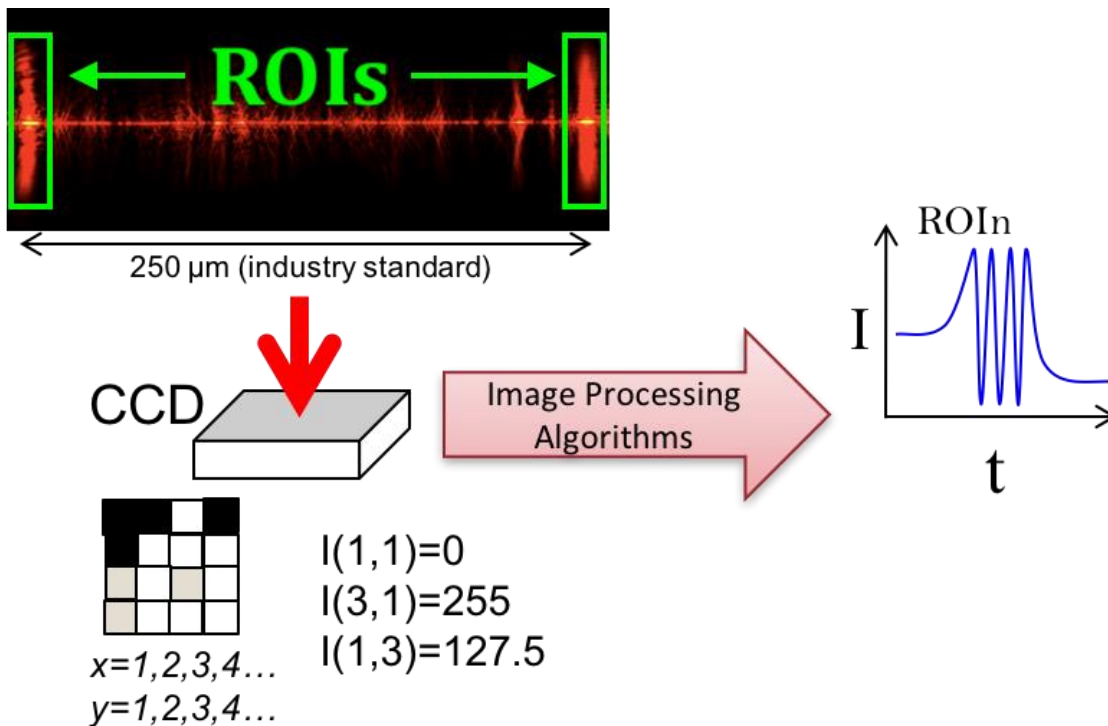 ROIs
250 µm (industry standard)
CCD
Image Processing
Algorithms
ROIn
I
t
I(1,1)=0
I(3,1)=255
I(1,3)=127.5
x=1,2,3,4...
y=1,2,3,4...